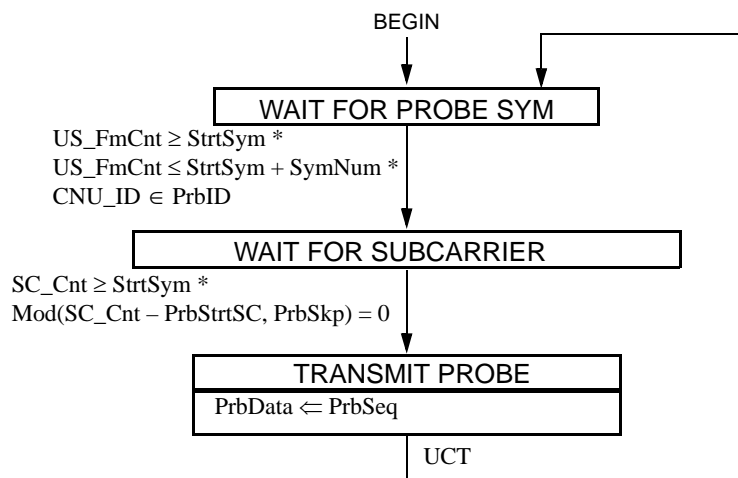 BEGIN
WAIT FOR PROBE SYM
US_FmCnt ≥ StrtSym *
US_FmCnt ≤ StrtSym + SymNum *
CNU_ID ∈ PrbID
WAIT FOR SUBCARRIER
SC_Cnt ≥ StrtSym *
Mod(SC_Cnt – PrbStrtSC, PrbSkp) = 0
TRANSMIT PROBE
PrbData ⇐ PrbSeq
UCT